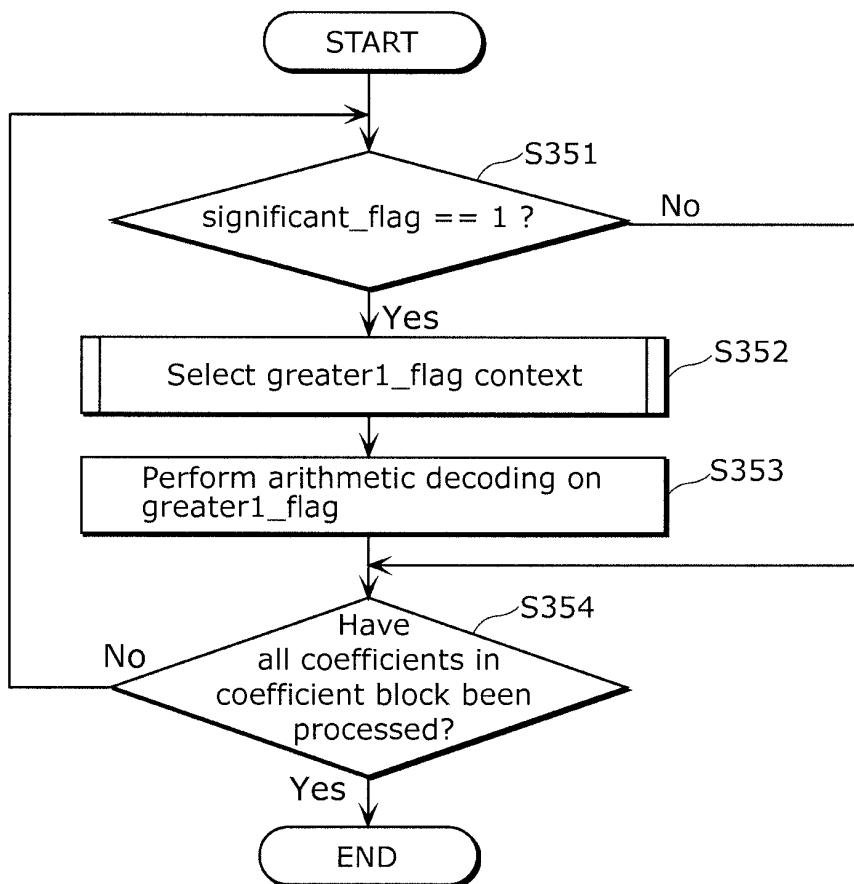 START
S351
significant_flag == 1 ?
No
Yes
S352
Select greater1_flag context
S353
Perform arithmetic decoding on
greater1_flag
S354
Have
all coefficients in
coefficient block been
processed?
No
Yes
END